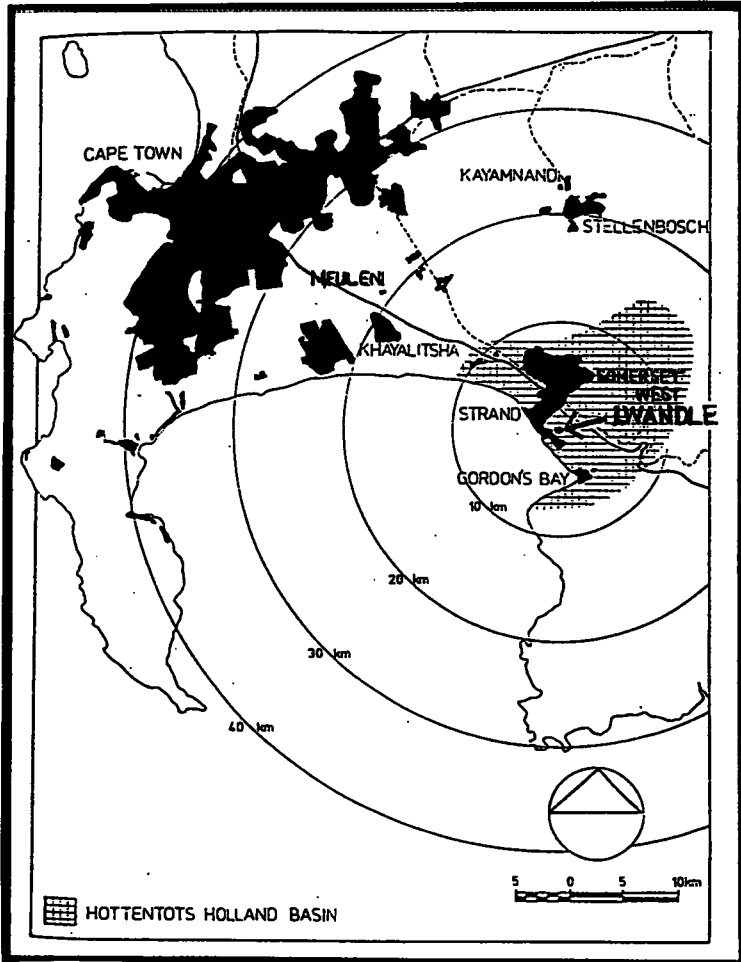 CAPE TOWN
KAYAMNANDI
STELLENBOSCH
MEULEN
KHAYALITSHA
SOMERSET
WEST
STRAND
LWANDLE
GORDON'S BAY
10 km
20 km
30 km
40 km
5 0 5 10km
HOTTENTOTS HOLLAND BASIN